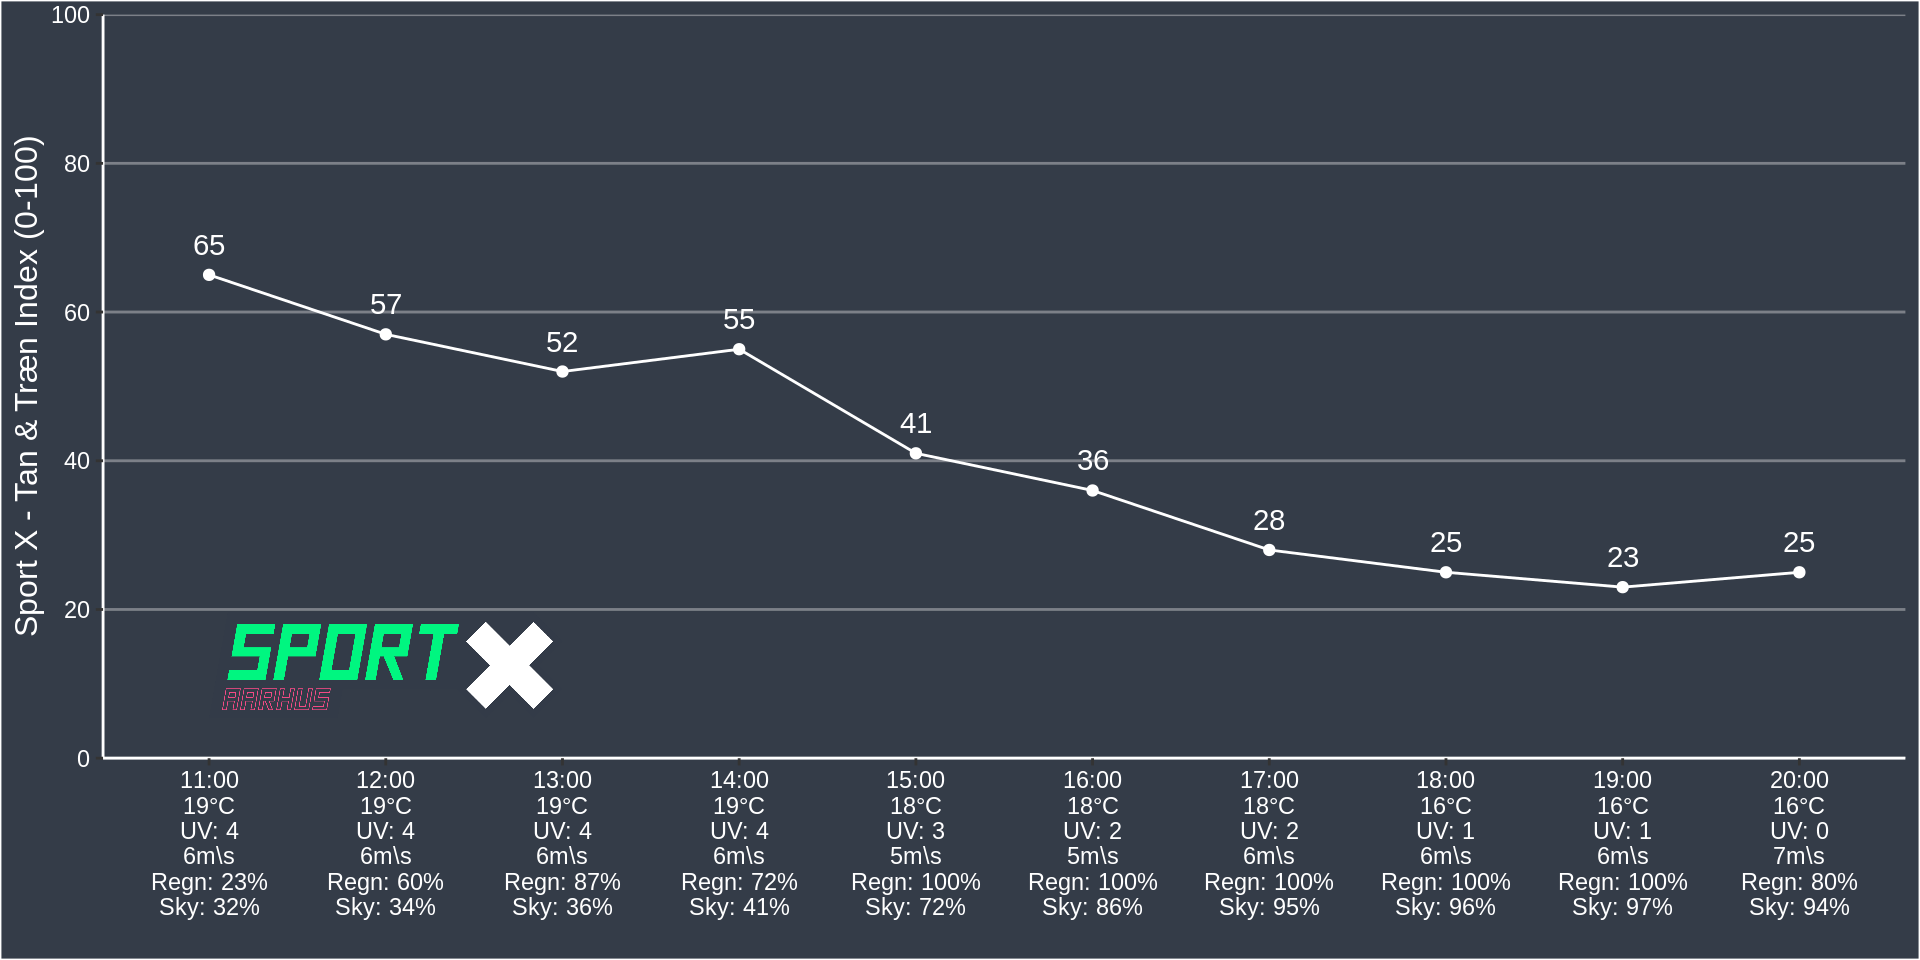 Sport X - Tan & Træn Index (0-100)
100
80
60
40
20
0
65
57
52
55
41
36
28
25
23
25
SPORT X
AARHUS
11:00 12:00 13:00 14:00 15:00 16:00 17:00 18:00 19:00 20:00
19°C 19°C 19°C 19°C 18°C 18°C 18°C 16°C 16°C 16°C
UV: 4 UV: 4 UV: 4 UV: 4 UV: 3 UV: 2 UV: 2 UV: 1 UV: 1 UV: 0
6m\s 6m\s 6m\s 6m\s 5m\s 5m\s 6m\s 6m\s 6m\s 7m\s
Regn: 23% Regn: 60% Regn: 87% Regn: 72% Regn: 100% Regn: 100% Regn: 100% Regn: 100% Regn: 100% Regn: 80%
Sky: 32% Sky: 34% Sky: 36% Sky: 41% Sky: 72% Sky: 86% Sky: 95% Sky: 96% Sky: 97% Sky: 94%